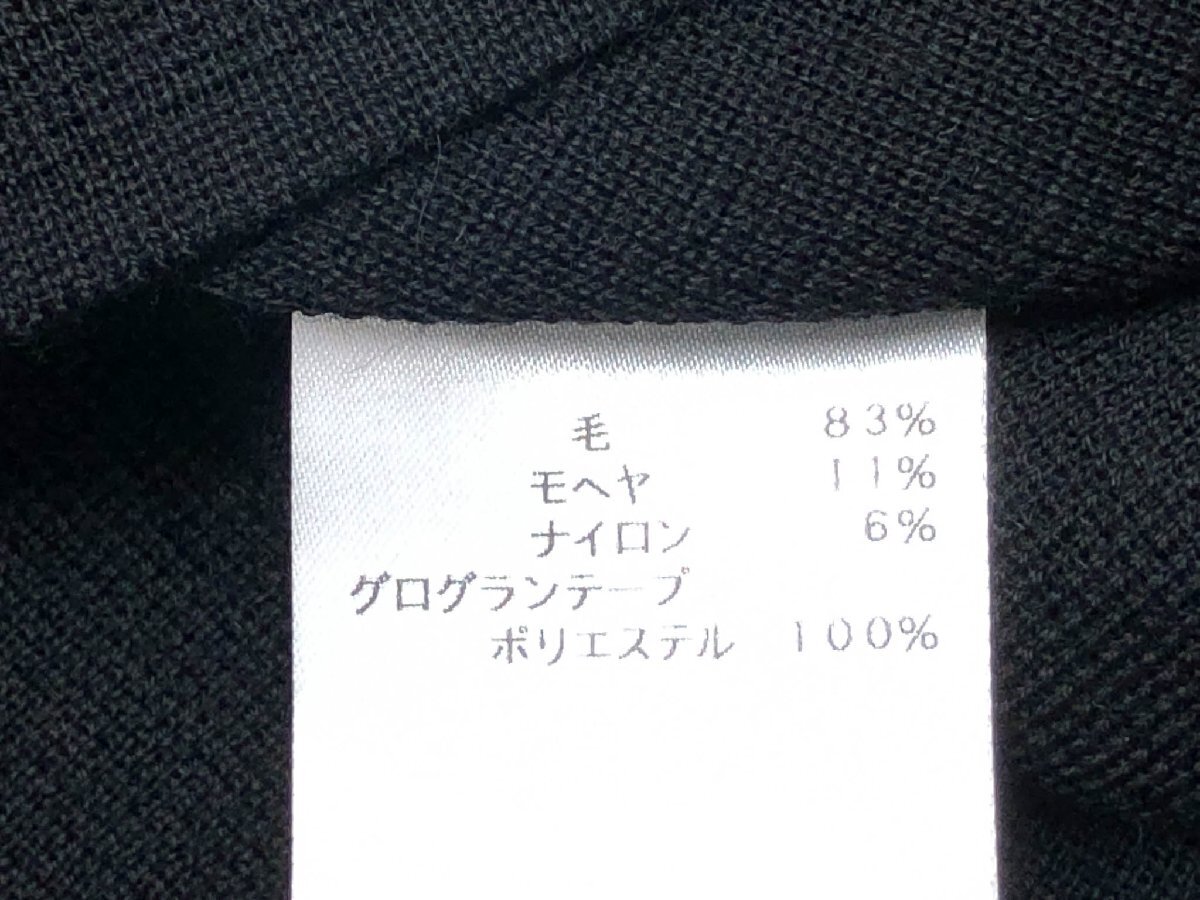 毛 83%
モヘヤ 11%
ナイロン 6%
グログランテープ
ポリエステル 100%